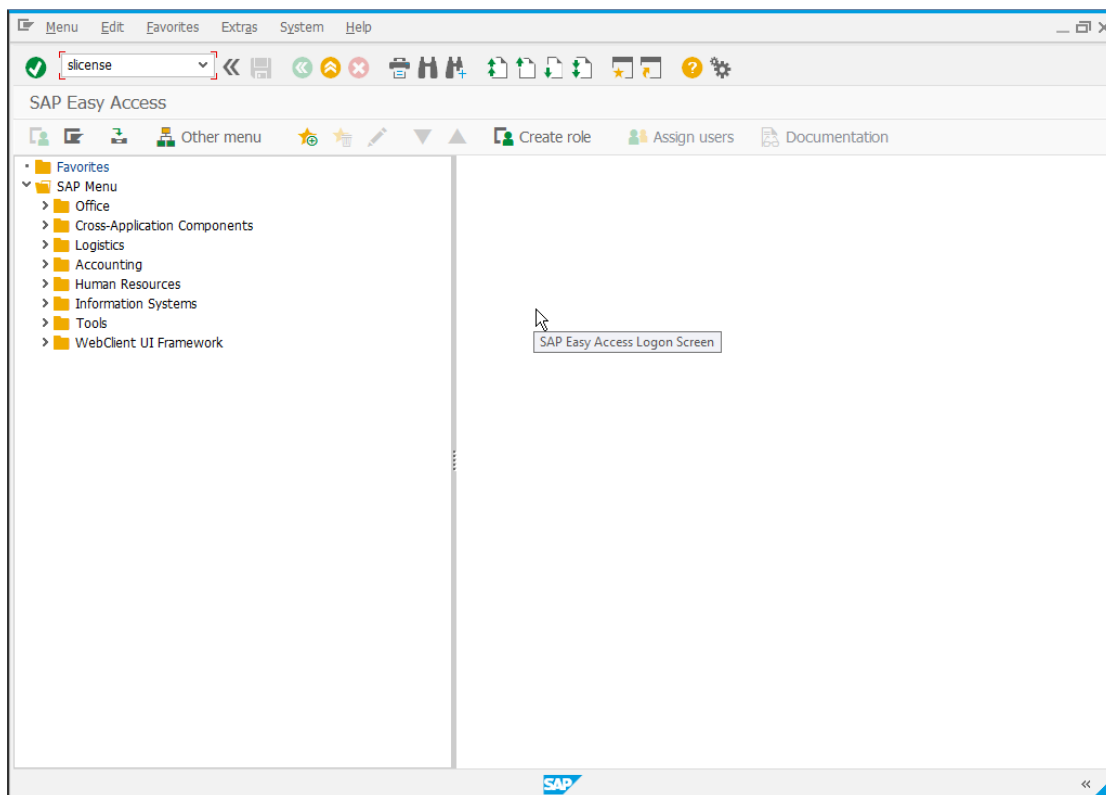 Menu Edit Favorites Extras System Help
slicense
SAP Easy Access
Other menu Create role Assign users Documentation
Favorites
SAP Menu
Office
Cross-Application Components
Logistics
Accounting
Human Resources
Information Systems
Tools
WebClient UI Framework
SAP Easy Access Logon Screen
SAP